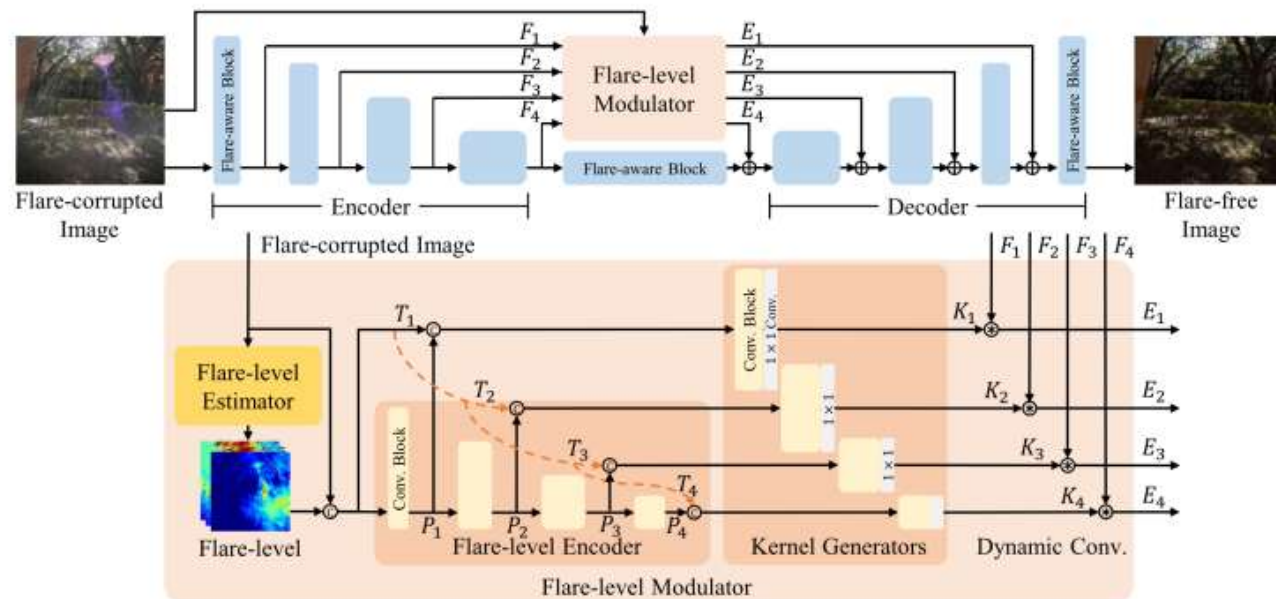 F₁
E₁
F₂
E₂
F₃
E₃
F₄
E₄
Flare-level
Modulator
Flare-aware Block
Flare-aware Block
Flare-aware Block
Flare-corrupted
Image
Encoder
Decoder
Flare-free
Image
Flare-corrupted Image
F₁ F₂ F₃ F₄
T₁
Conv. Block
1 × 1 Conv.
K₁
E₁
Flare-level
Estimator
T₂
1 × 1
K₂
E₂
Conv. Block
T₃
1 × 1
K₃
E₃
T₄
K₄
E₄
C
P₁
P₂
P₃
P₄
Flare-level
Flare-level Encoder
Kernel Generators
Dynamic Conv.
Flare-level Modulator